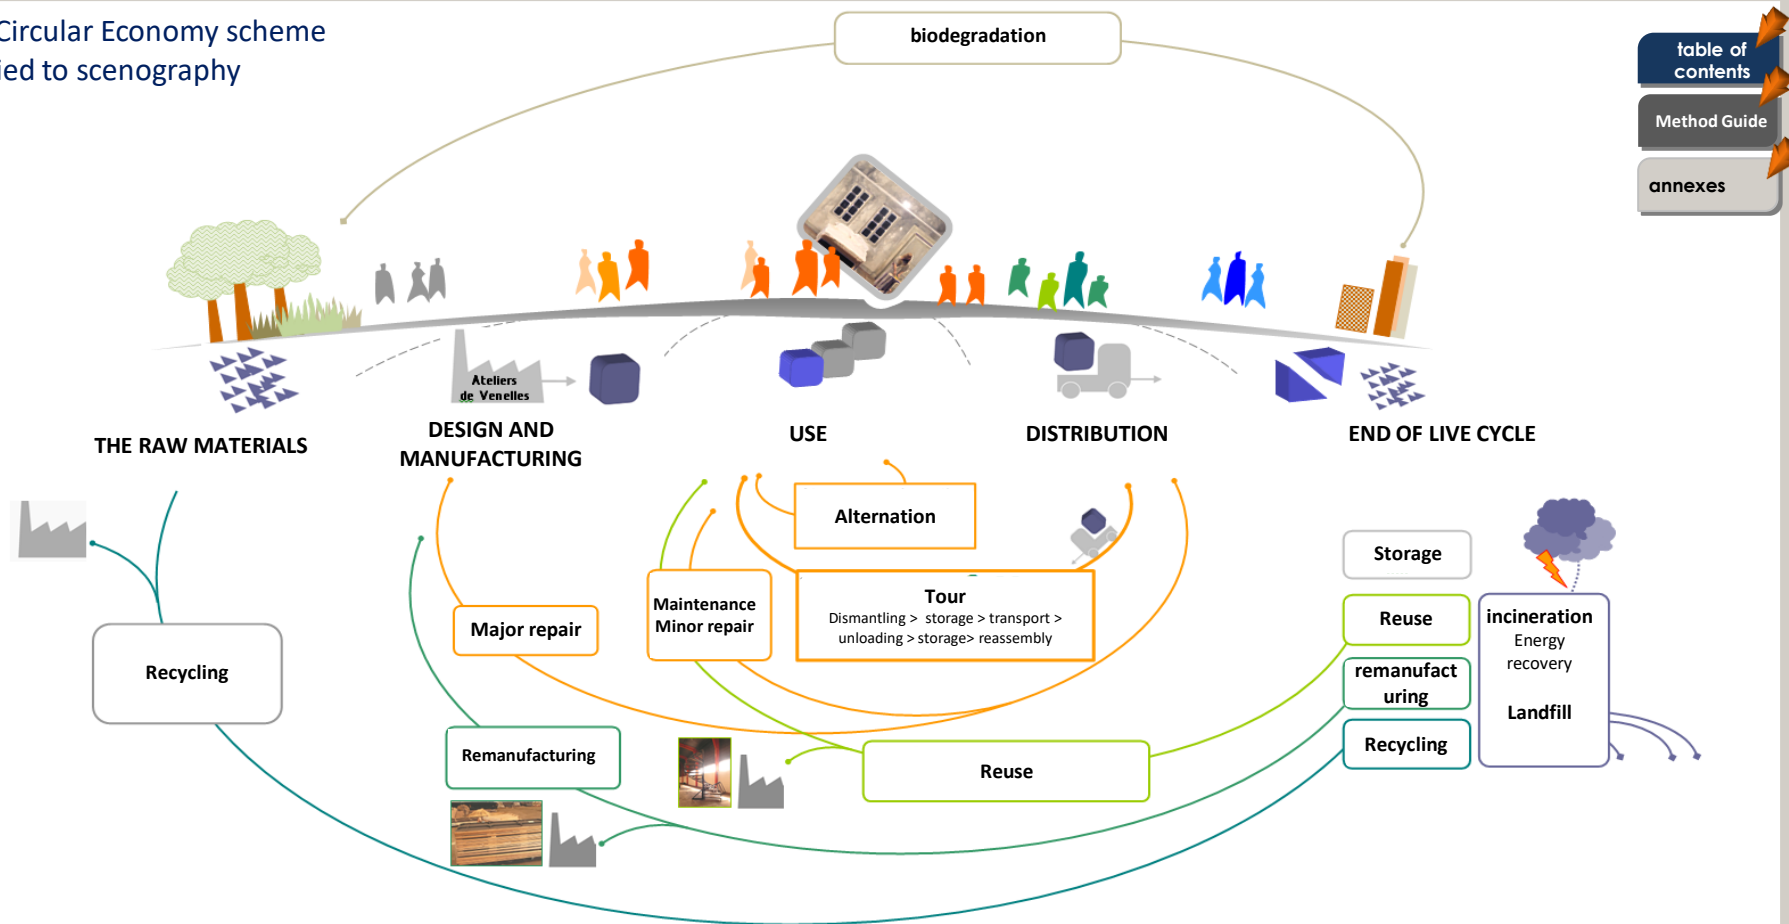 Circular Economy scheme
ied to scenography
biodegradation
table of
contents
Method Guide
annexes
Ateliers
de Venelles
THE RAW MATERIALS
DESIGN AND
MANUFACTURING
USE
DISTRIBUTION
END OF LIVE CYCLE
Alternation
Storage
Tour
Dismantling > storage > transport >
unloading > storage> reassembly
Maintenance
Minor repair
Major repair
Reuse
incineration
Energy
recovery
Landfill
remanufact
uring
Recycling
Recycling
Remanufacturing
Reuse